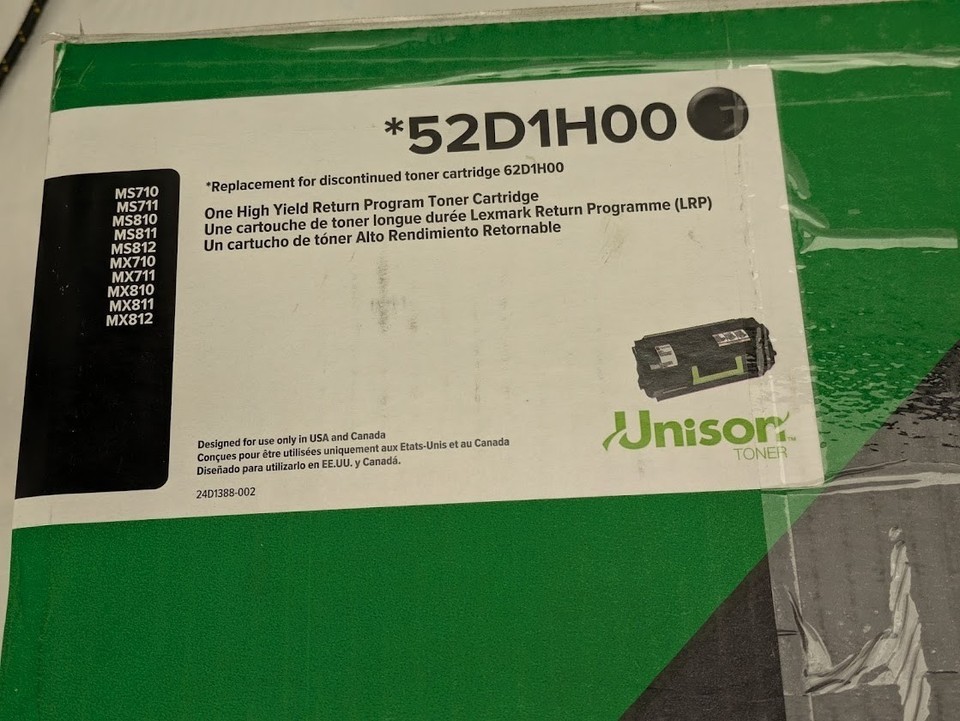 *52D1H00
*Replacement for discontinued toner cartridge 62D1H00
One High Yield Return Program Toner Cartridge
Une cartouche de toner longue durée Lexmark Return Programme (LRP)
Un cartucho de tóner Alto Rendimiento Retornable
MS710
MS711
MS810
MS811
MS812
MX710
MX711
MX810
MX811
MX812
Designed for use only in USA and Canada
Conçues pour être utilisées uniquement aux Etats-Unis et au Canada
Diseñado para utilizarlo en EE.UU. y Canadá.
24D1388-002
Unison™
TONER